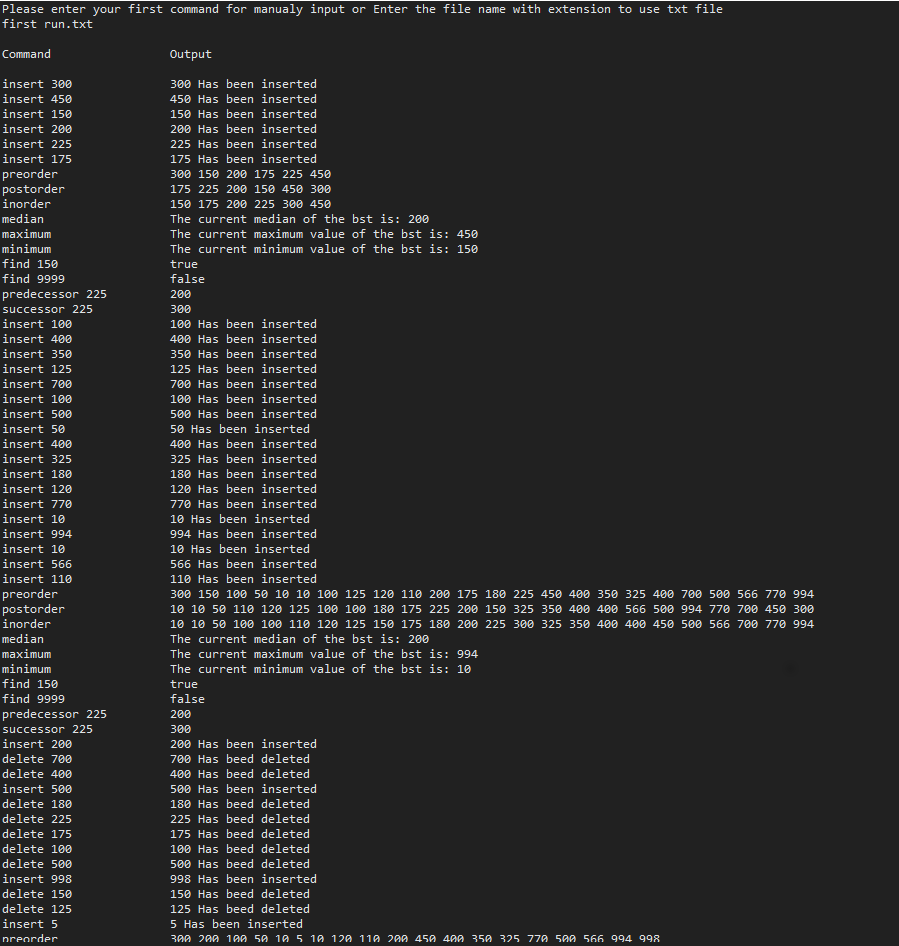 Please enter your first command for manualy input or Enter the file name with extension to use txt file
first run.txt
Command Output
insert 300 300 Has been inserted
insert 450 450 Has been inserted
insert 150 150 Has been inserted
insert 200 200 Has been inserted
insert 225 225 Has been inserted
insert 175 175 Has been inserted
preorder 300 150 200 175 225 450
postorder 175 225 200 150 450 300
inorder 150 175 200 225 300 450
median The current median of the bst is: 200
maximum The current maximum value of the bst is: 450
minimum The current minimum value of the bst is: 150
find 150 true
find 9999 false
predecessor 225 200
successor 225 300
insert 100 100 Has been inserted
insert 400 400 Has been inserted
insert 350 350 Has been inserted
insert 125 125 Has been inserted
insert 700 700 Has been inserted
insert 100 100 Has been inserted
insert 500 500 Has been inserted
insert 50 50 Has been inserted
insert 400 400 Has been inserted
insert 325 325 Has been inserted
insert 180 180 Has been inserted
insert 120 120 Has been inserted
insert 770 770 Has been inserted
insert 10 10 Has been inserted
insert 994 994 Has been inserted
insert 10 10 Has been inserted
insert 566 566 Has been inserted
insert 110 110 Has been inserted
preorder 300 150 100 50 10 10 100 125 120 110 200 175 180 225 450 400 350 325 400 700 500 566 770 994
postorder 10 10 50 110 120 125 100 100 180 175 225 200 150 325 350 400 400 566 500 994 770 700 450 300
inorder 10 10 50 100 100 110 120 125 150 175 180 200 225 300 325 350 400 400 450 500 566 700 770 994
median The current median of the bst is: 200
maximum The current maximum value of the bst is: 994
minimum The current minimum value of the bst is: 10
find 150 true
find 9999 false
predecessor 225 200
successor 225 300
insert 200 200 Has been inserted
delete 700 700 Has beed deleted
delete 400 400 Has beed deleted
insert 500 500 Has been inserted
delete 180 180 Has beed deleted
delete 225 225 Has beed deleted
delete 175 175 Has beed deleted
delete 100 100 Has beed deleted
delete 500 500 Has beed deleted
insert 998 998 Has been inserted
delete 150 150 Has beed deleted
delete 125 125 Has beed deleted
insert 5 5 Has been inserted
preorder 300 200 100 50 10 5 10 120 110 200 450 400 350 325 770 500 566 994 998